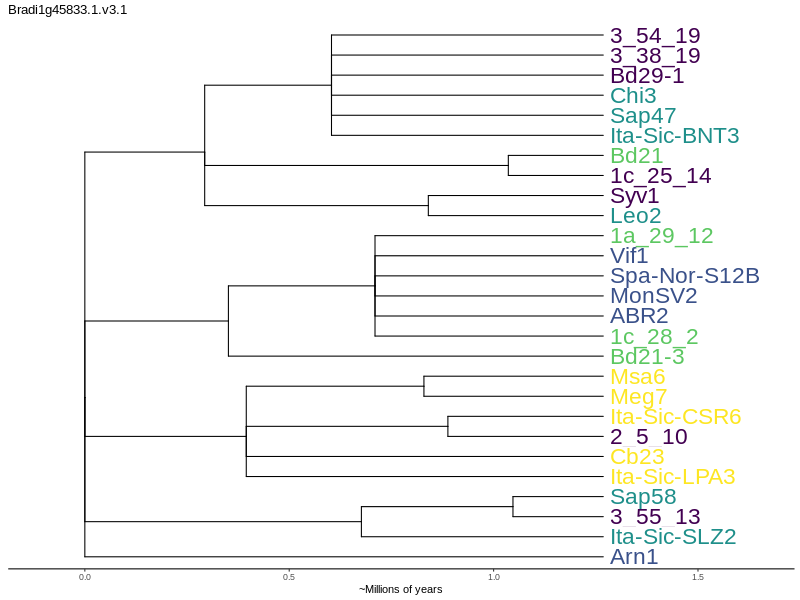 Bradi1g45833.1.v3.1
3_54_19
3_38_19
Bd29-1
Chi3
Sap47
Ita-Sic-BNT3
Bd21
1c_25_14
Syv1
Leo2
1a_29_12
Vif1
Spa-Nor-S12B
MonSV2
ABR2
1c_28_2
Bd21-3
Msa6
Meg7
Ita-Sic-CSR6
2_5_10
Cb23
Ita-Sic-LPA3
Sap58
3_55_13
Ita-Sic-SLZ2
Arn1
0.0 0.5 1.0 1.5
~Millions of years